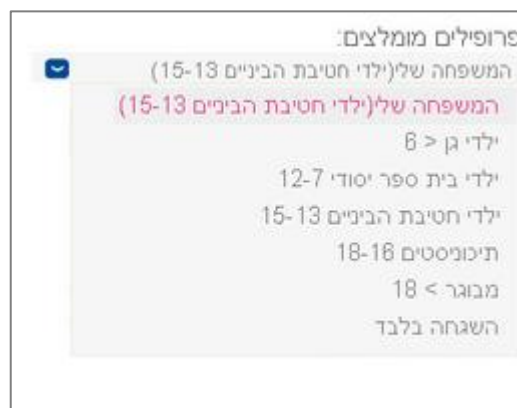 פרופילים מומלצים:
המשפחה שלי(ילדי חטיבת הביניים 15-13)
המשפחה שלי(ילדי חטיבת הביניים 15-13)
ילדי גן < 6
ילדי בית ספר יסודי 12-7
ילדי חטיבת הביניים 15-13
תיכוניסטים 18-16
מבוגר > 18
השגחה בלבד